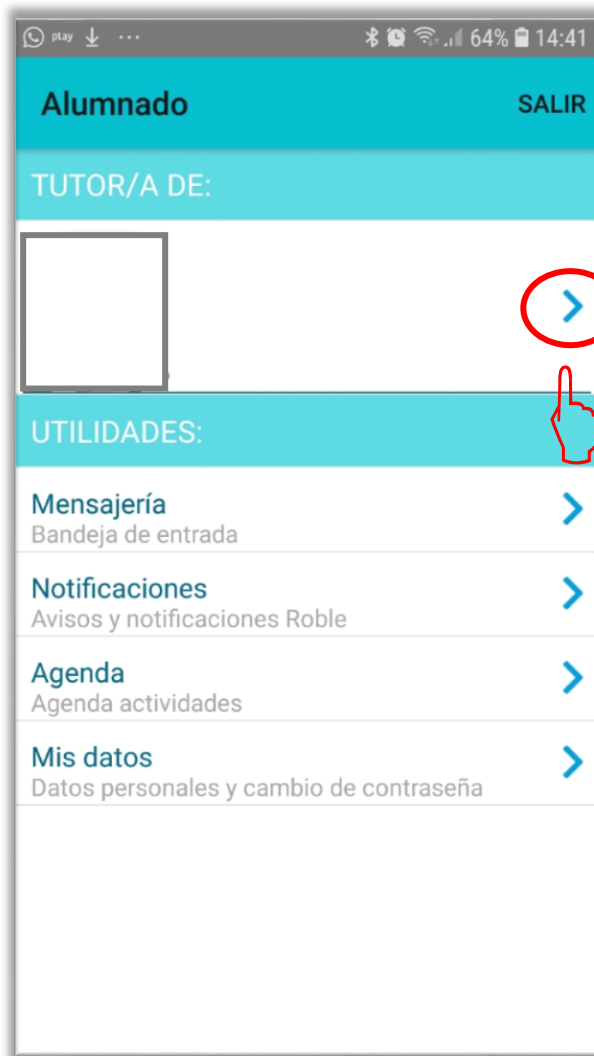 play ... 64% 14:41
Alumnado SALIR
TUTOR/A DE:
UTILIDADES:
Mensajería
Bandeja de entrada
Notificaciones
Avisos y notificaciones Roble
Agenda
Agenda actividades
Mis datos
Datos personales y cambio de contraseña